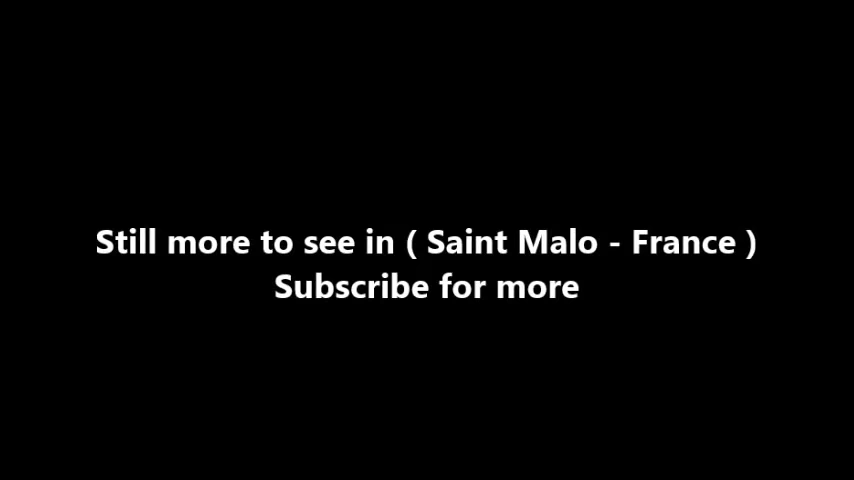 Still more to see in ( Saint Malo - France )
Subscribe for more